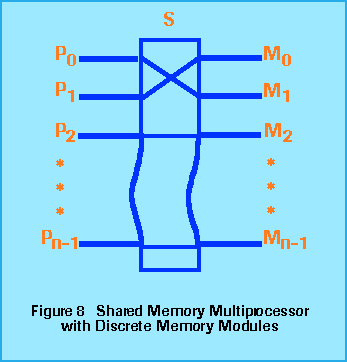 S
P0 M0
P1 M1
P2 M2
* *
* *
* *
Pn-1 Mn-1
Figure 8 Shared Memory Multiprocessor
with Discrete Memory Modules